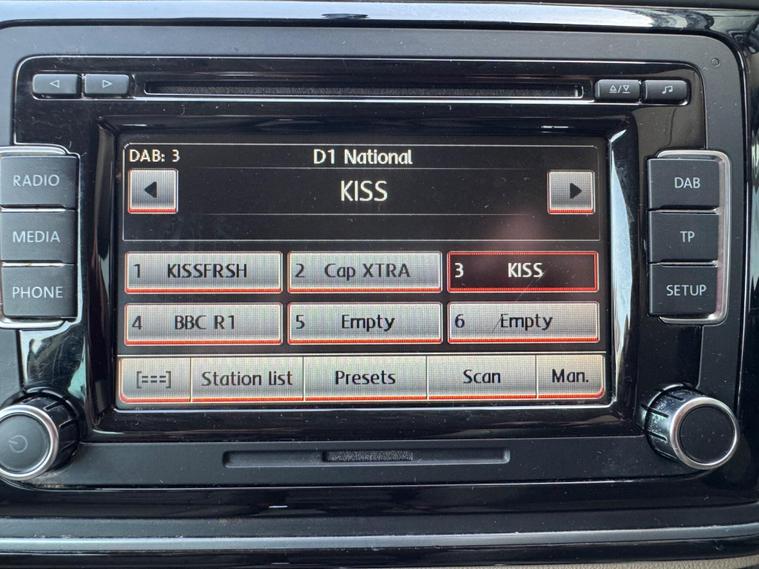 DAB: 3 D1 National
KISS
RADIO
MEDIA
PHONE
DAB
TP
SETUP
1 KISSFRSH 2 Cap XTRA 3 KISS
4 BBC R1 5 Empty 6 Empty
[===] Station list Presets Scan Man.